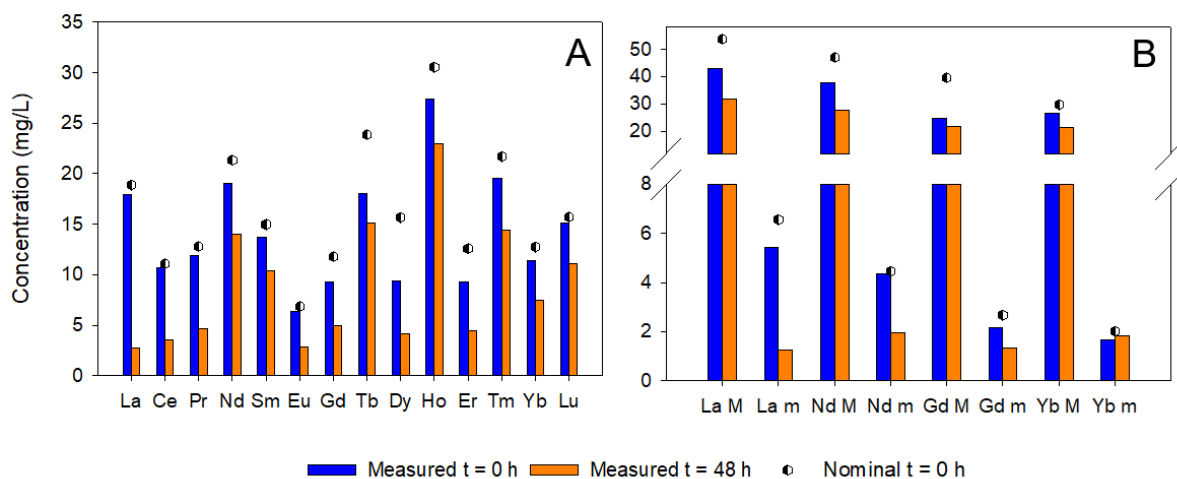 A
B
Concentration (mg/L)
35
30
25
20
15
10
5
0
50
40
30
20
8
6
4
2
0
La Ce Pr Nd Sm Eu Gd Tb Dy Ho Er Tm Yb Lu
La M La m Nd M Nd m Gd M Gd m Yb M Yb m
Measured t = 0 h Measured t = 48 h Nominal t = 0 h